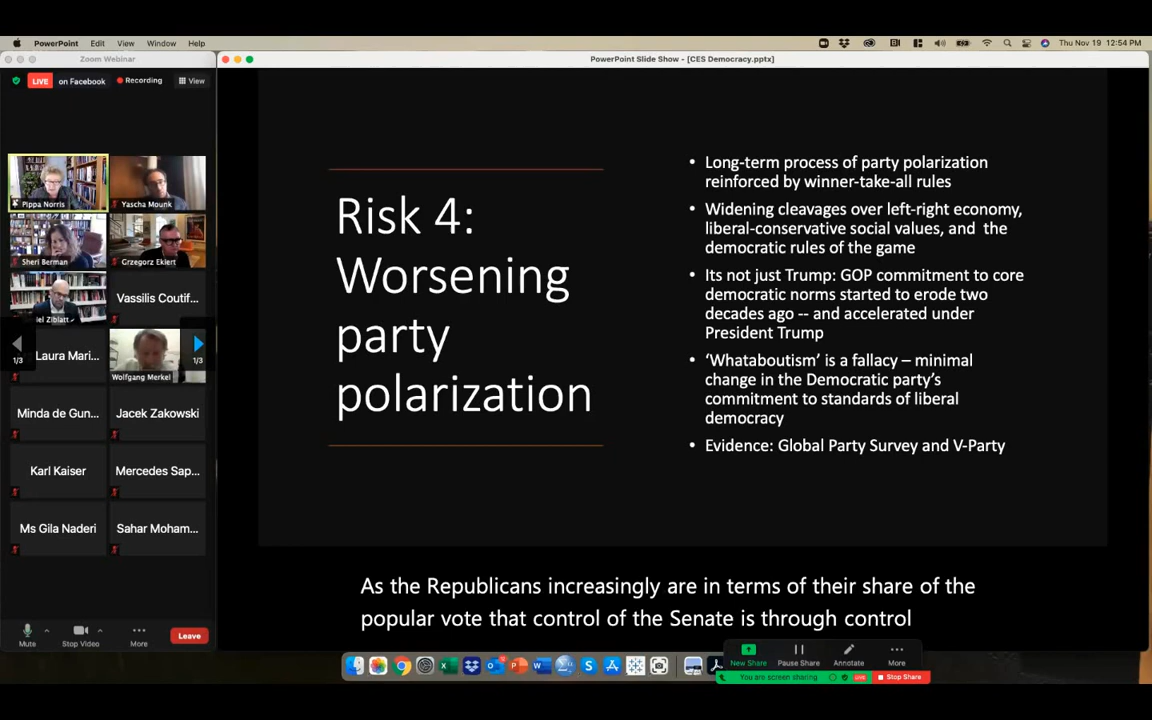 PowerPoint Edit View Window Help
Thu Nov 19 12:54 PM
Zoom Webinar
PowerPoint Slide Show - [CES Democracy.pptx]
LIVE on Facebook Recording View
Pippa Norris
Yascha Mounk
Sheri Berman
Grzegorz Ekiert
iel Ziblatt
Vassilis Coutif...
1/3
Laura Mari...
1/3
Wolfgang Merkel
Minda de Gun...
Jacek Zakowski
Karl Kaiser
Mercedes Sap...
Ms Gila Naderi
Sahar Moham...
Mute
Stop Video
More
Leave
Risk 4:
Worsening
party
polarization
• Long-term process of party polarization
reinforced by winner-take-all rules
• Widening cleavages over left-right economy,
liberal-conservative social values, and the
democratic rules of the game
• Its not just Trump: GOP commitment to core
democratic norms started to erode two
decades ago -- and accelerated under
President Trump
• ‘Whataboutism’ is a fallacy – minimal
change in the Democratic party’s
commitment to standards of liberal
democracy
• Evidence: Global Party Survey and V-Party
As the Republicans increasingly are in terms of their share of the
popular vote that control of the Senate is through control
New Share
Pause Share
Annotate
More
You are screen sharing
LIVE
Stop Share